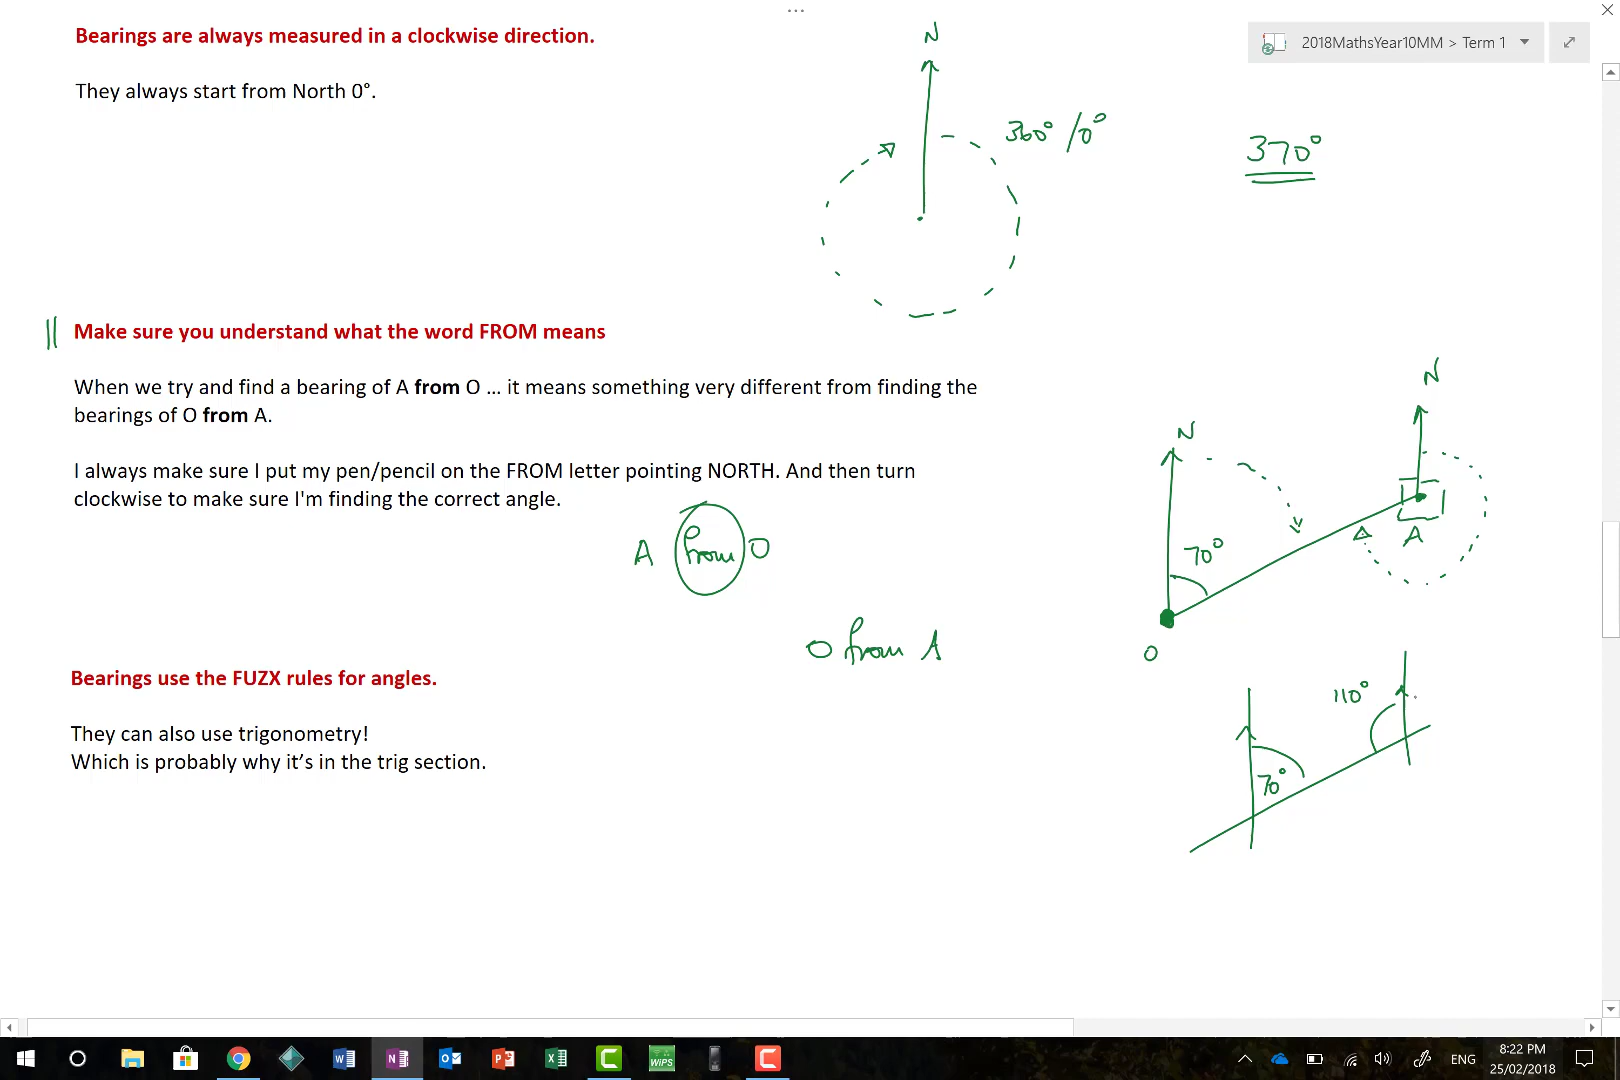 Bearings are always measured in a clockwise direction.
They always start from North 0°.
N
360° / 0°
370°
2018MathsYear10MM > Term 1
Make sure you understand what the word FROM means
When we try and find a bearing of A from O ... it means something very different from finding the
bearings of O from A.
I always make sure I put my pen/pencil on the FROM letter pointing NORTH. And then turn
clockwise to make sure I'm finding the correct angle.
A from O
O from A
N
N
70°
A
O
Bearings use the FUZX rules for angles.
They can also use trigonometry!
Which is probably why it's in the trig section.
110°
70°
WiPS
ENG
8:22 PM
25/02/2018